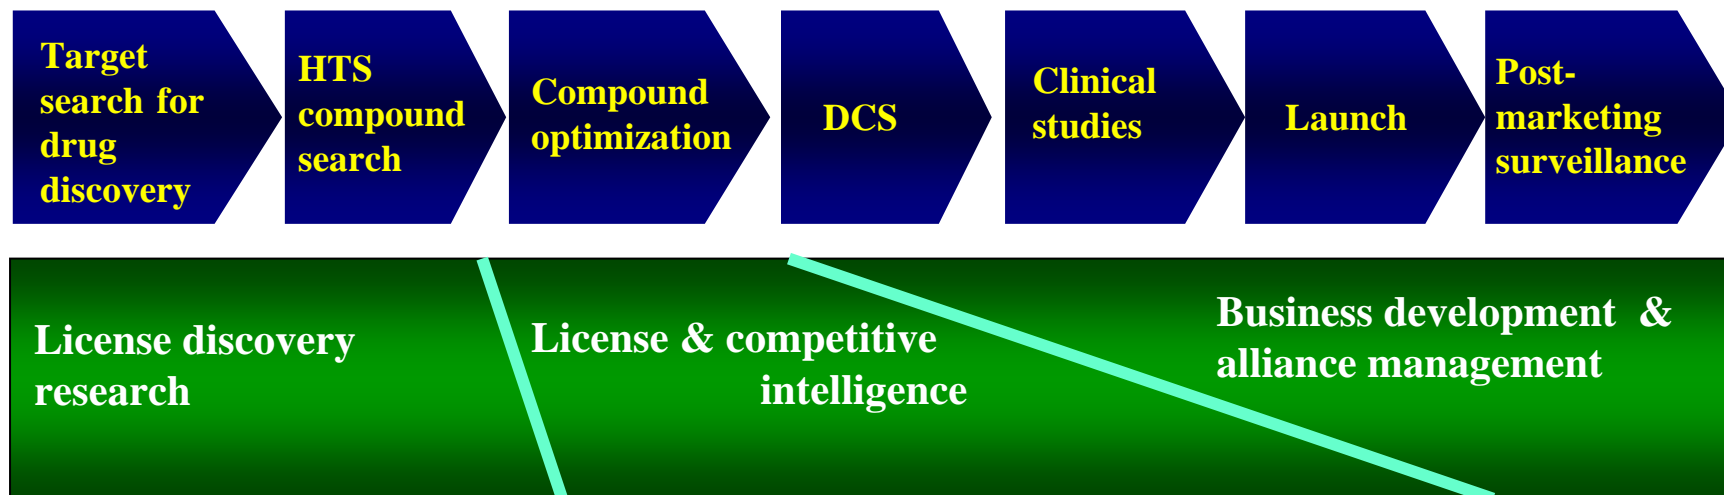 Target
search for
drug
discovery
HTS
compound
search
Compound
optimization
DCS
Clinical
studies
Launch
Post-
marketing
surveillance
License discovery
research
License & competitive
intelligence
Business development &
alliance management